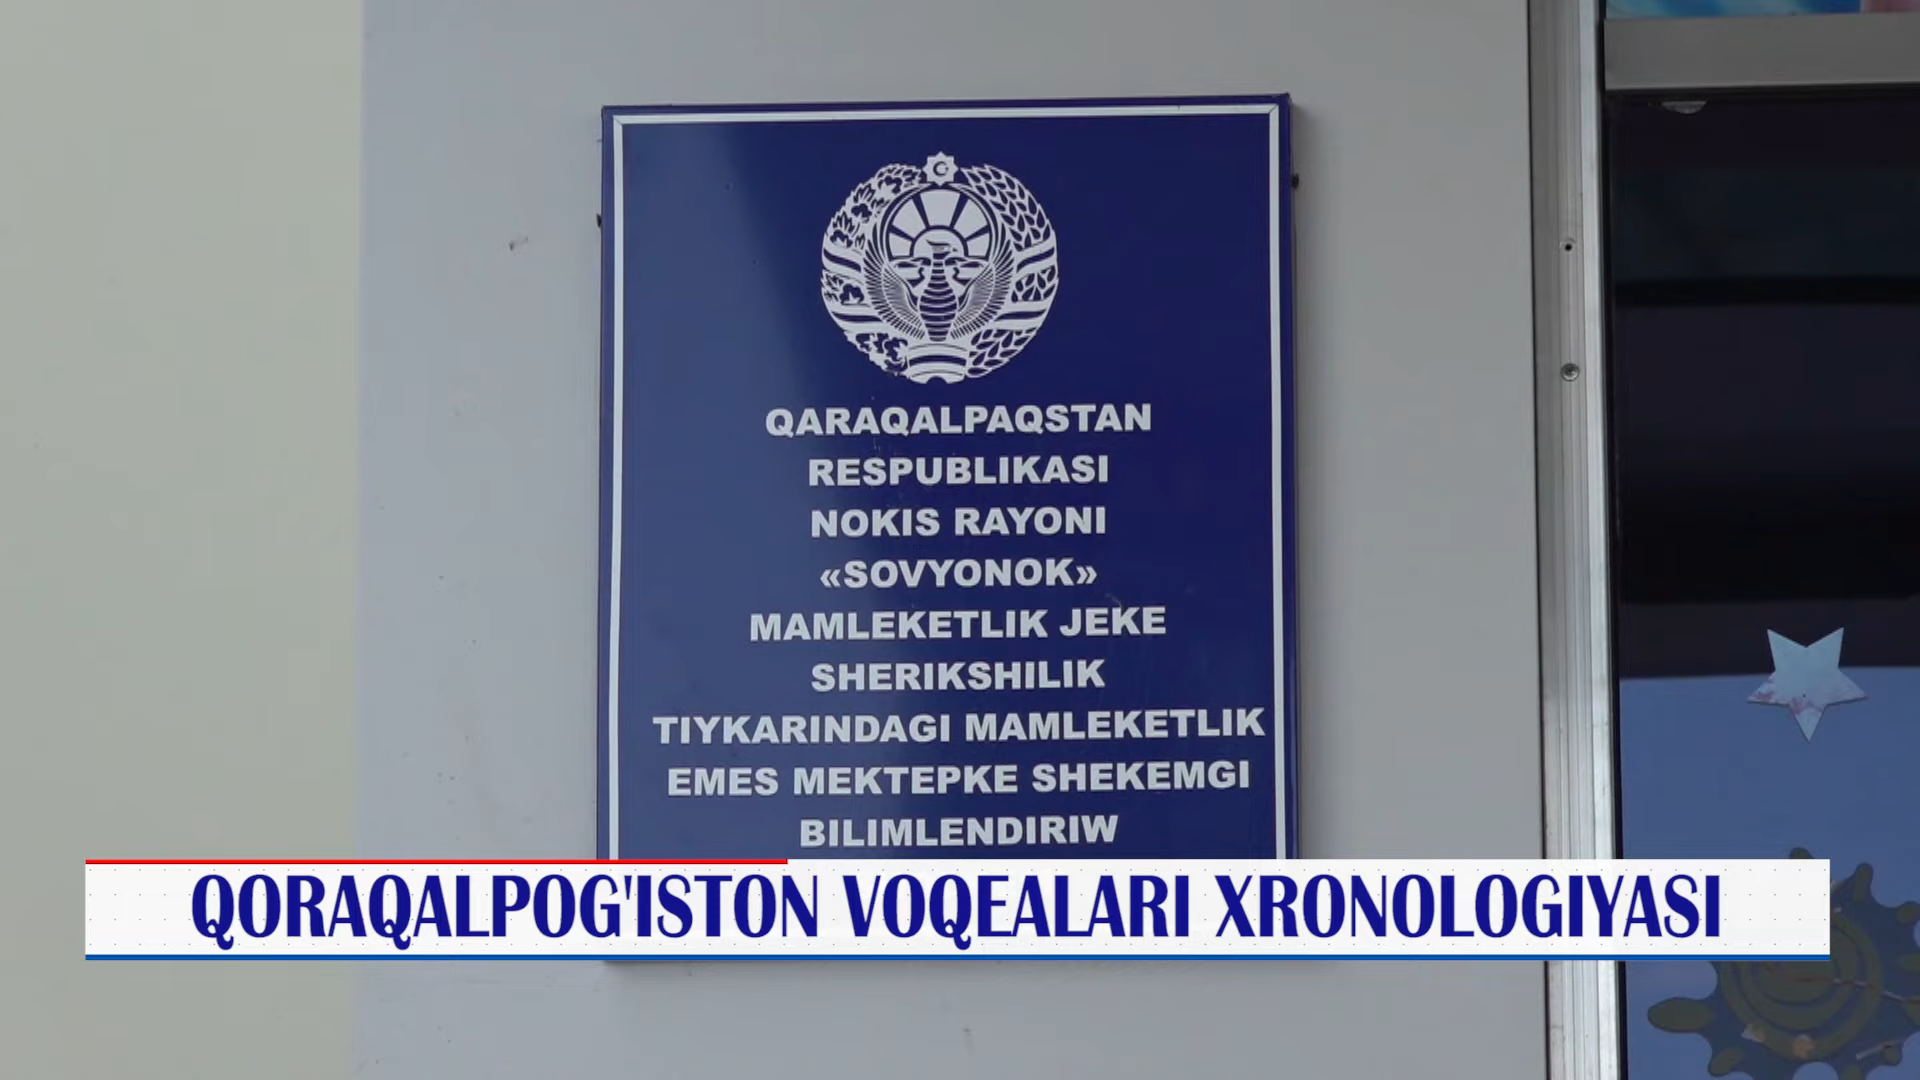 QARAQALPAQSTAN
RESPUBLIKASI
NOKIS RAYONI
«SOVYONOK»
MAMLEKETLIK JEKE
SHERIKSHILIK
TIYKARINDAGI MAMLEKETLIK
EMES MEKTEPKE SHEKEMGI
BILIMLENDIRIW
QORAQALPOG'ISTON VOQEALARI XRONOLOGIYASI